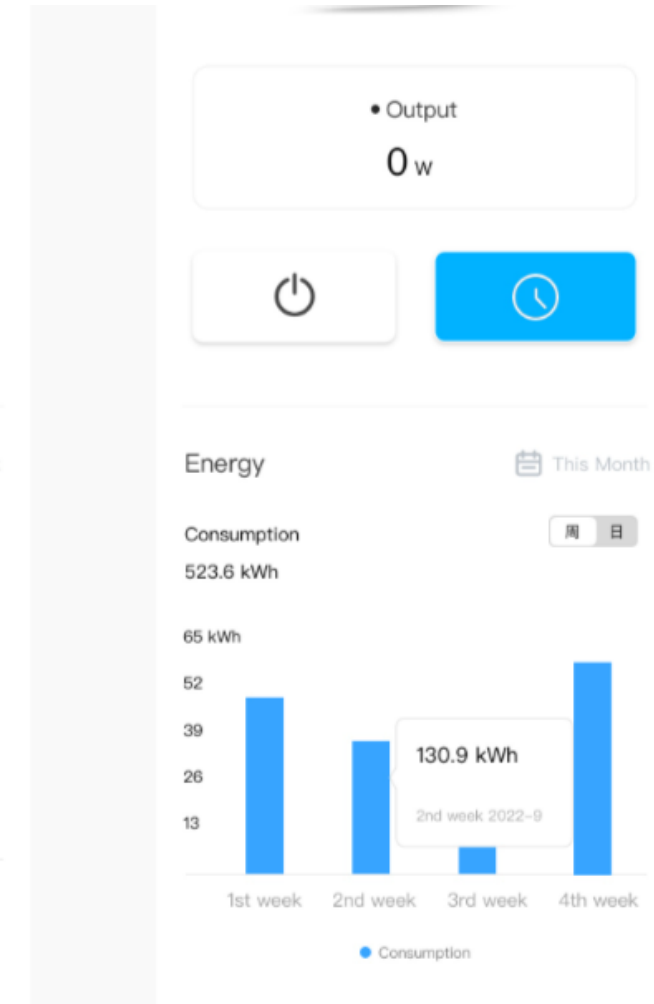 • Output
0 w
Energy
This Month
Consumption
周 日
523.6 kWh
65 kWh
52
39
26
13
130.9 kWh
2nd week 2022-9
1st week 2nd week 3rd week 4th week
Consumption